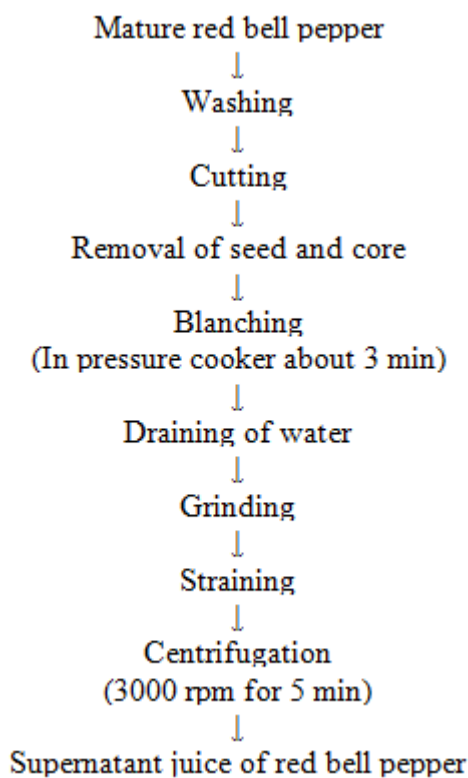 Mature red bell pepper
Washing
Cutting
Removal of seed and core
Blanching
(In pressure cooker about 3 min)
Draining of water
Grinding
Straining
Centrifugation
(3000 rpm for 5 min)
Supernatant juice of red bell pepper